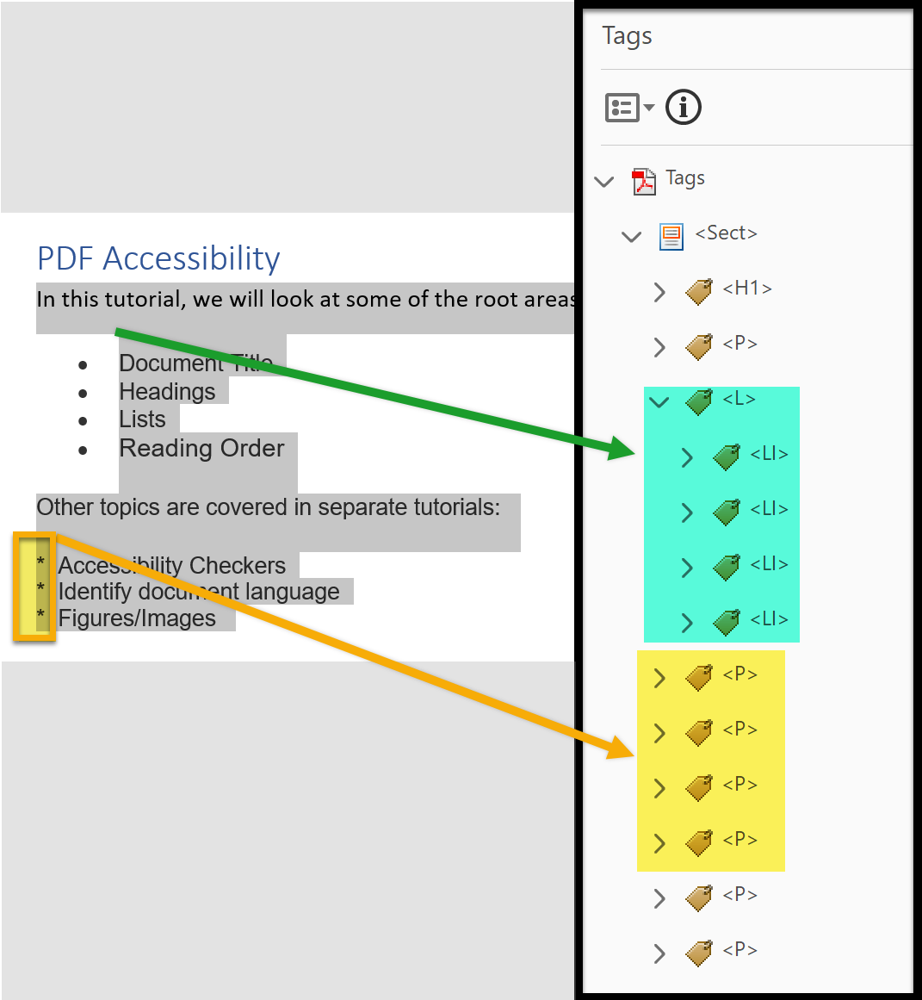 PDF Accessibility
In this tutorial, we will look at some of the root areas
• Document Title
• Headings
• Lists
• Reading Order
Other topics are covered in separate tutorials:
* Accessibility Checkers
* Identify document language
* Figures/Images
Tags
Tags
<Sect>
<H1>
<P>
<L>
<LI>
<LI>
<LI>
<LI>
<P>
<P>
<P>
<P>
<P>
<P>